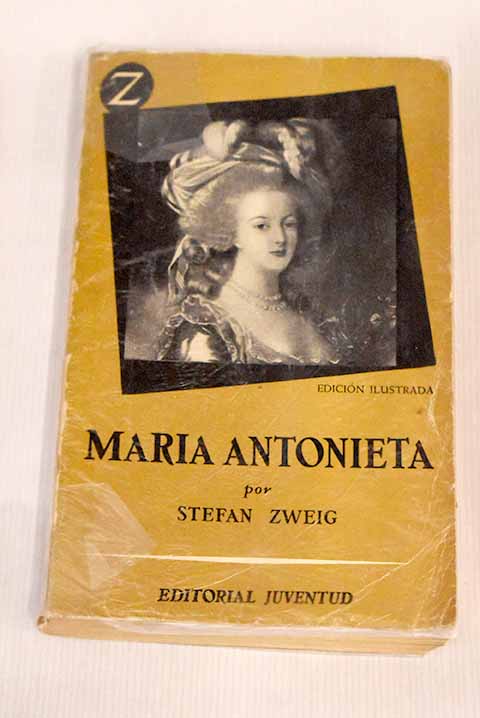 Z
EDICIÓN ILUSTRADA
MARIA ANTONIETA
por
STEFAN ZWEIG
EDITORIAL JUVENTUD